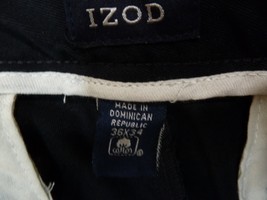 IZOD
MADE IN
DOMINICAN
REPUBLIC
36X34